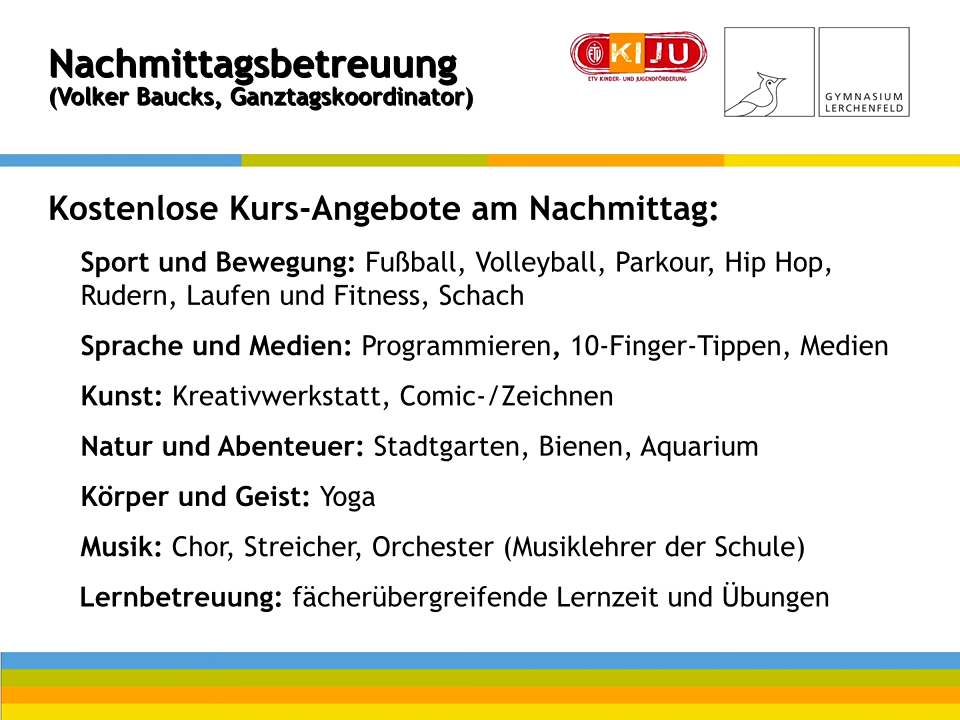 Nachmittagsbetreuung
(Volker Baucks, Ganztagskoordinator)
ETV KIJU
ETV KINDER- UND JUGENDFÖRDERUNG
GYMNASIUM
LERCHENFELD
Kostenlose Kurs-Angebote am Nachmittag:
Sport und Bewegung: Fußball, Volleyball, Parkour, Hip Hop,
Rudern, Laufen und Fitness, Schach
Sprache und Medien: Programmieren, 10-Finger-Tippen, Medien
Kunst: Kreativwerkstatt, Comic-/Zeichnen
Natur und Abenteuer: Stadtgarten, Bienen, Aquarium
Körper und Geist: Yoga
Musik: Chor, Streicher, Orchester (Musiklehrer der Schule)
Lernbetreuung: fächerübergreifende Lernzeit und Übungen